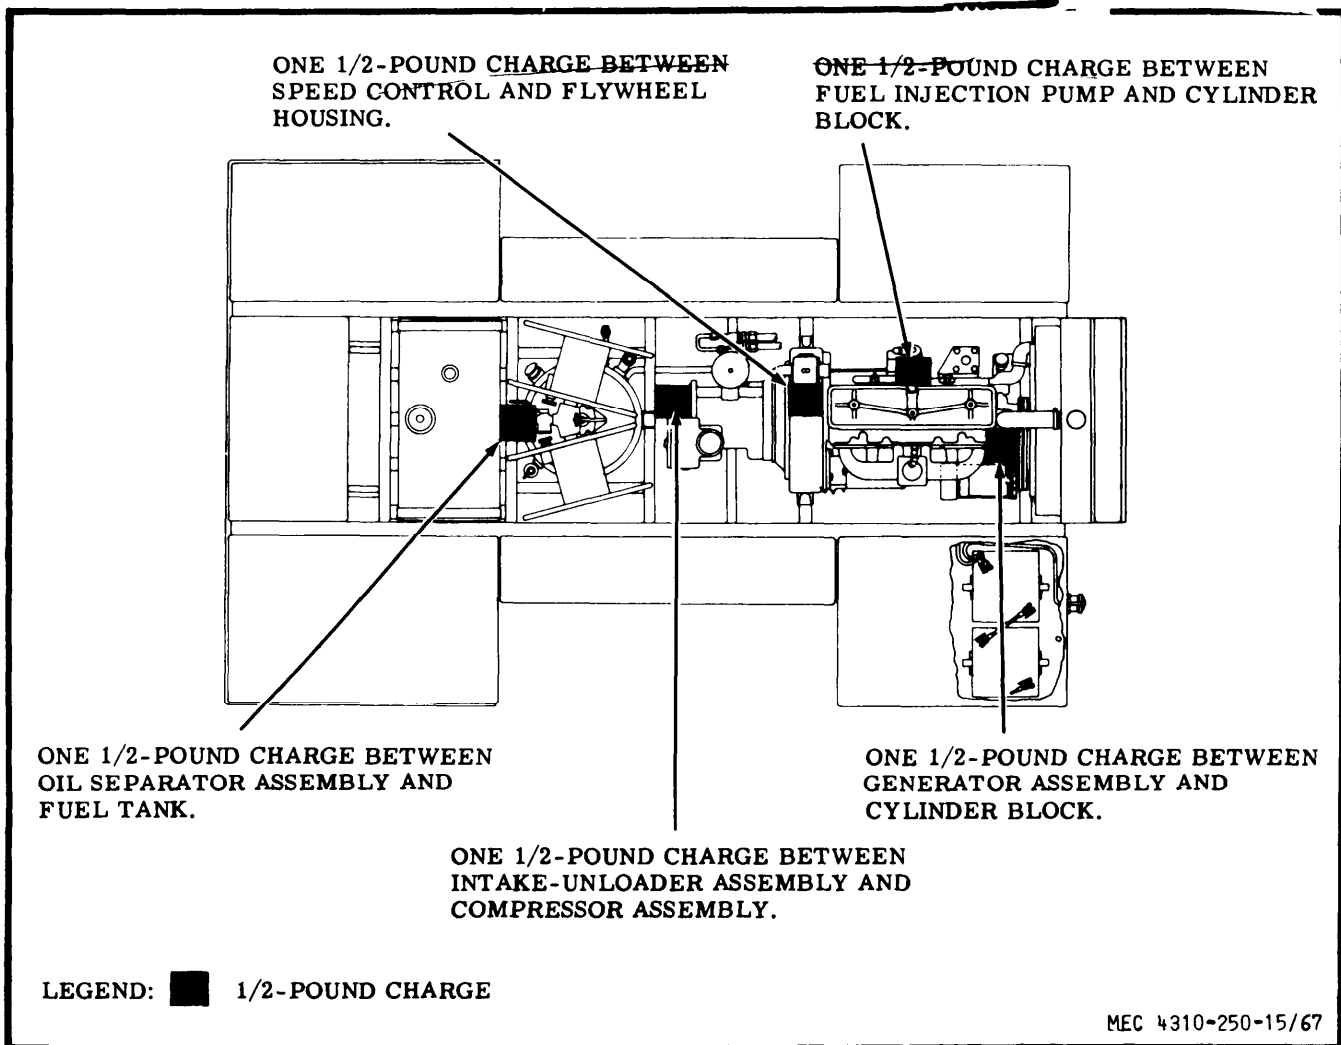 ONE 1/2-POUND CHARGE BETWEEN
SPEED CONTROL AND FLYWHEEL
HOUSING.
ONE 1/2-POUND CHARGE BETWEEN
FUEL INJECTION PUMP AND CYLINDER
BLOCK.
ONE 1/2-POUND CHARGE BETWEEN
OIL SEPARATOR ASSEMBLY AND
FUEL TANK.
ONE 1/2-POUND CHARGE BETWEEN
GENERATOR ASSEMBLY AND
CYLINDER BLOCK.
ONE 1/2-POUND CHARGE BETWEEN
INTAKE-UNLOADER ASSEMBLY AND
COMPRESSOR ASSEMBLY.
LEGEND: 1/2-POUND CHARGE
MEC 4310-250-15/67